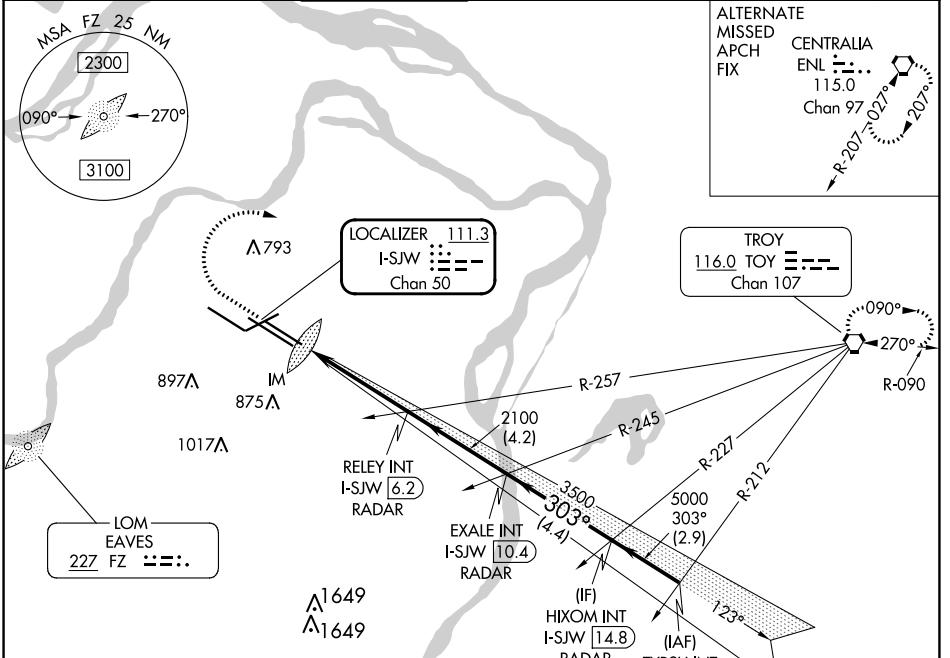 MSA FZ 25 NM
2300
090°
270°
3100
ALTERNATE
MISSED
APCH
FIX
CENTRALIA
ENL
115.0
Chan 97
R-207
027°
207°
793
LOCALIZER 111.3
I-SJW
Chan 50
TROY
116.0 TOY
Chan 107
090°
270°
R-090
897
IM
875
1017
R-257
R-245
R-227
R-212
2100
(4.2)
RELEY INT
I-SJW 6.2
RADAR
3500
303°
(4.4)
5000
303°
(2.9)
EXALE INT
I-SJW 10.4
RADAR
LOM
EAVES
227 FZ
1649
1649
(IF)
HIXOM INT
I-SJW 14.8
RADAR
(IAF)
INT
123°